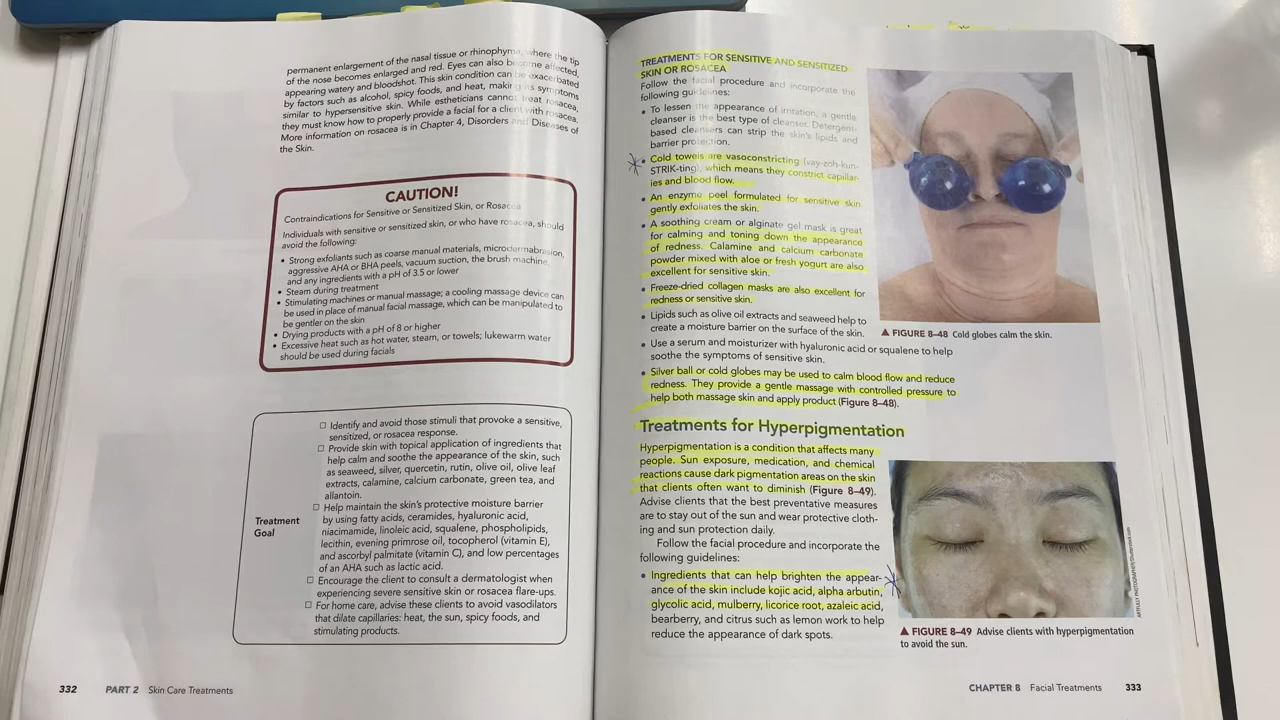 permanent enlargement of the nasal tissue or rhinophyma, where the tip
of the nose becomes enlarged and red. Eyes can also become affected,
appearing watery and bloodshot. This skin condition can be exacerbated
by factors such as alcohol, spicy foods, and heat, making its symptoms
similar to hypersensitive skin. While estheticians cannot treat rosacea,
they must know how to properly provide a facial for a client with rosacea.
More information on rosacea is in Chapter 4, Disorders and Diseases of
the Skin.
CAUTION!
Contraindications for Sensitive or Sensitized Skin, or Rosacea
Individuals with sensitive or sensitized skin, or who have rosacea, should
avoid the following:
• Strong exfoliants such as coarse manual materials, microdermabrasion,
aggressive AHA or BHA peels, vacuum suction, the brush machine,
and any ingredients with a pH of 3.5 or lower
• Steam during treatment
• Stimulating machines or manual massage; a cooling massage device can
be used in place of manual facial massage, which can be manipulated to
be gentler on the skin
• Drying products with a pH of 8 or higher
• Excessive heat such as hot water, steam, or towels; lukewarm water
should be used during facials
Treatment
Goal
□ Identify and avoid those stimuli that provoke a sensitive,
sensitized, or rosacea response.
□ Provide skin with topical application of ingredients that
help calm and soothe the appearance of the skin, such
as seaweed, silver, quercetin, rutin, olive oil, olive leaf
extracts, calamine, calcium carbonate, green tea, and
allantoin.
□ Help maintain the skin's protective moisture barrier
by using fatty acids, ceramides, hyaluronic acid,
niacinamide, linoleic acid, squalene, phospholipids,
lecithin, evening primrose oil, tocopherol (vitamin E),
and ascorbyl palmitate (vitamin C), and low percentages
of an AHA such as lactic acid.
□ Encourage the client to consult a dermatologist when
experiencing severe sensitive skin or rosacea flare-ups.
□ For home care, advise these clients to avoid vasodilators
that dilate capillaries: heat, the sun, spicy foods, and
stimulating products.
332 PART 2 Skin Care Treatments
TREATMENTS FOR SENSITIVE AND SENSITIZED
SKIN OR ROSACEA
Follow the facial procedure and incorporate the
following guidelines:
• To lessen the appearance of irritation, a gentle
cleanser is the best type of cleanser. Detergent-
based cleansers can strip the skin's lipids and
barrier protection.
• Cold towels are vasoconstricting (vay-zoh-kun-
STRIK-ting), which means they constrict capillar-
ies and blood flow.
• An enzyme peel formulated for sensitive skin
gently exfoliates the skin.
• A soothing cream or alginate gel mask is great
for calming and toning down the appearance
of redness. Calamine and calcium carbonate
powder mixed with aloe or fresh yogurt are also
excellent for sensitive skin.
• Freeze-dried collagen masks are also excellent for
redness or sensitive skin.
• Lipids such as olive oil extracts and seaweed help to
create a moisture barrier on the surface of the skin.
• Use a serum and moisturizer with hyaluronic acid or squalene to help
soothe the symptoms of sensitive skin.
• Silver ball or cold globes may be used to calm blood flow and reduce
redness. They provide a gentle massage with controlled pressure to
help both massage skin and apply product (Figure 8–48).
▲ FIGURE 8–48 Cold globes calm the skin.
Treatments for Hyperpigmentation
Hyperpigmentation is a condition that affects many
people. Sun exposure, medication, and chemical
reactions cause dark pigmentation areas on the skin
that clients often want to diminish (Figure 8–49).
Advise clients that the best preventative measures
are to stay out of the sun and wear protective cloth-
ing and sun protection daily.
Follow the facial procedure and incorporate the
following guidelines:
• Ingredients that can help brighten the appear-
ance of the skin include kojic acid, alpha arbutin,
glycolic acid, mulberry, licorice root, azaleic acid,
bearberry, and citrus such as lemon work to help
reduce the appearance of dark spots.
▲ FIGURE 8–49 Advise clients with hyperpigmentation
to avoid the sun.
CHAPTER 8 Facial Treatments 333